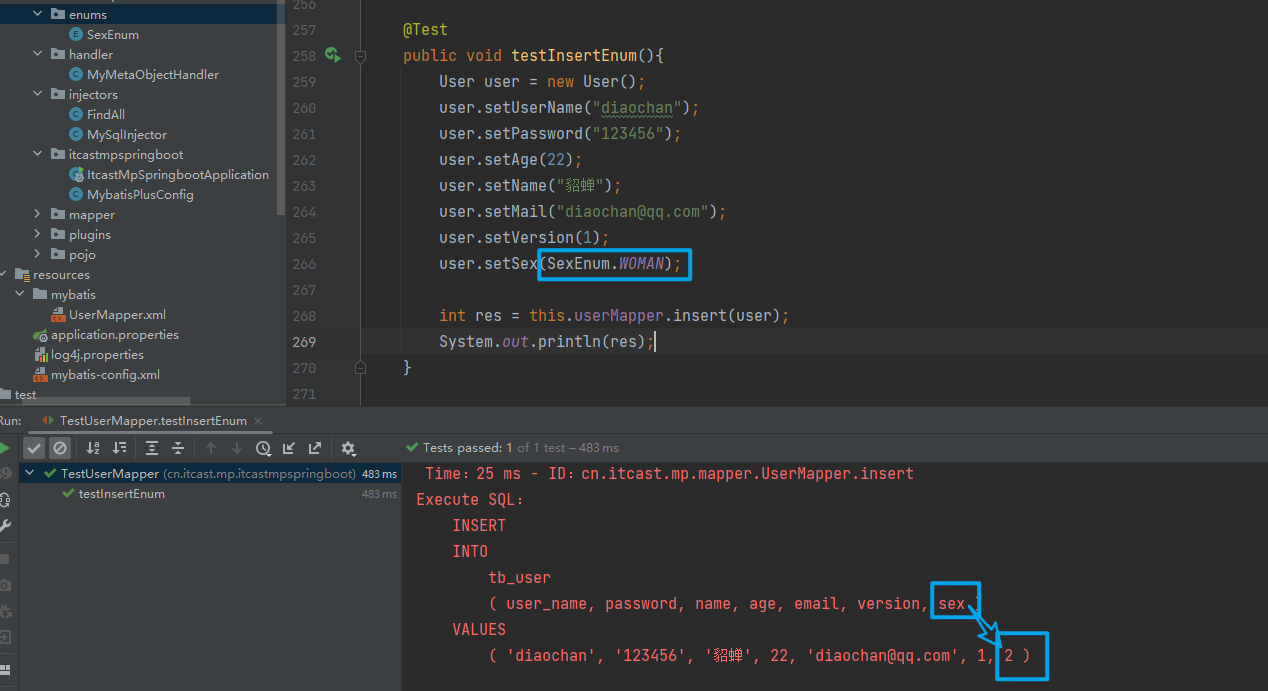 enums
SexEnum
handler
MyMetaObjectHandler
injectors
FindAll
MySqlInjector
itcastmpspringboot
ItcastMpSpringbootApplication
MybatisPlusConfig
mapper
plugins
pojo
resources
mybatis
UserMapper.xml
application.properties
log4j.properties
mybatis-config.xml
test
256
257 @Test
258 public void testInsertEnum(){
259 User user = new User();
260 user.setUserName("diaochan");
261 user.setPassword("123456");
262 user.setAge(22);
263 user.setName("貂蝉");
264 user.setMail("diaochan@qq.com");
265 user.setVersion(1);
266 user.setSex(SexEnum.WOMAN);
267
268 int res = this.userMapper.insert(user);
269 System.out.println(res);
270 }
271
Run: TestUserMapper.testInsertEnum
Tests passed: 1 of 1 test – 483 ms
TestUserMapper (cn.itcast.mp.itcastmpspringboot) 483 ms
testInsertEnum 483 ms
Time：25 ms - ID：cn.itcast.mp.mapper.UserMapper.insert
Execute SQL：
INSERT
INTO
tb_user
( user_name, password, name, age, email, version, sex )
VALUES
( 'diaochan', '123456', '貂蝉', 22, 'diaochan@qq.com', 1, 2 )